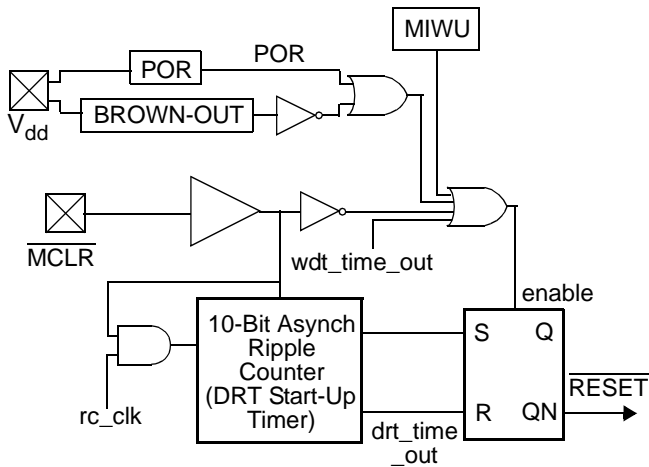 MIWU
POR
POR
BROWN-OUT
Vdd
MCLR
wdt_time_out
enable
10-Bit Asynch
Ripple
Counter
(DRT Start-Up
Timer)
S
Q
RESET
R
QN
rc_clk
drt_time
_out